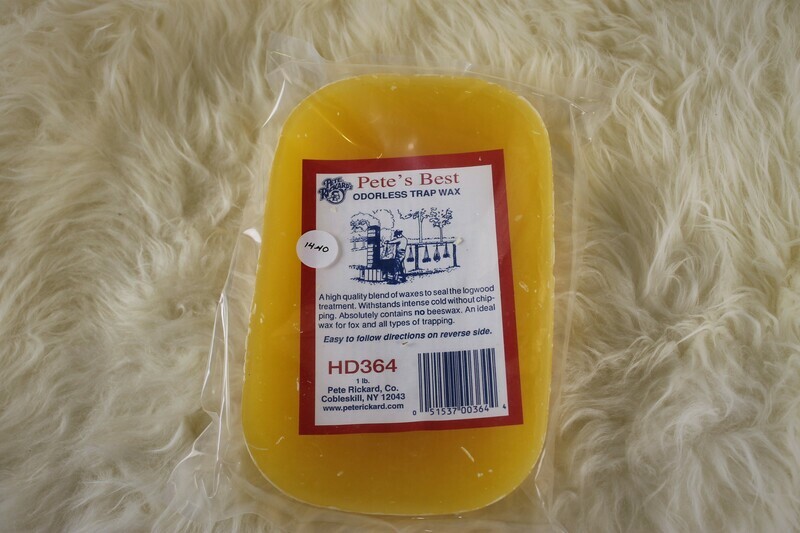 PETE
RICKARD'S
Pete's Best
ODORLESS TRAP WAX
14.40
A high quality blend of waxes to seal the logwood
treatment. Withstands intense cold without chip-
ping. Absolutely contains no beeswax. An ideal
wax for fox and all types of trapping.
Easy to follow directions on reverse side.
HD364
1 lb.
Pete Rickard, Co.
Cobleskill, NY 12043
www.peterickard.com
0 51537 00364 4